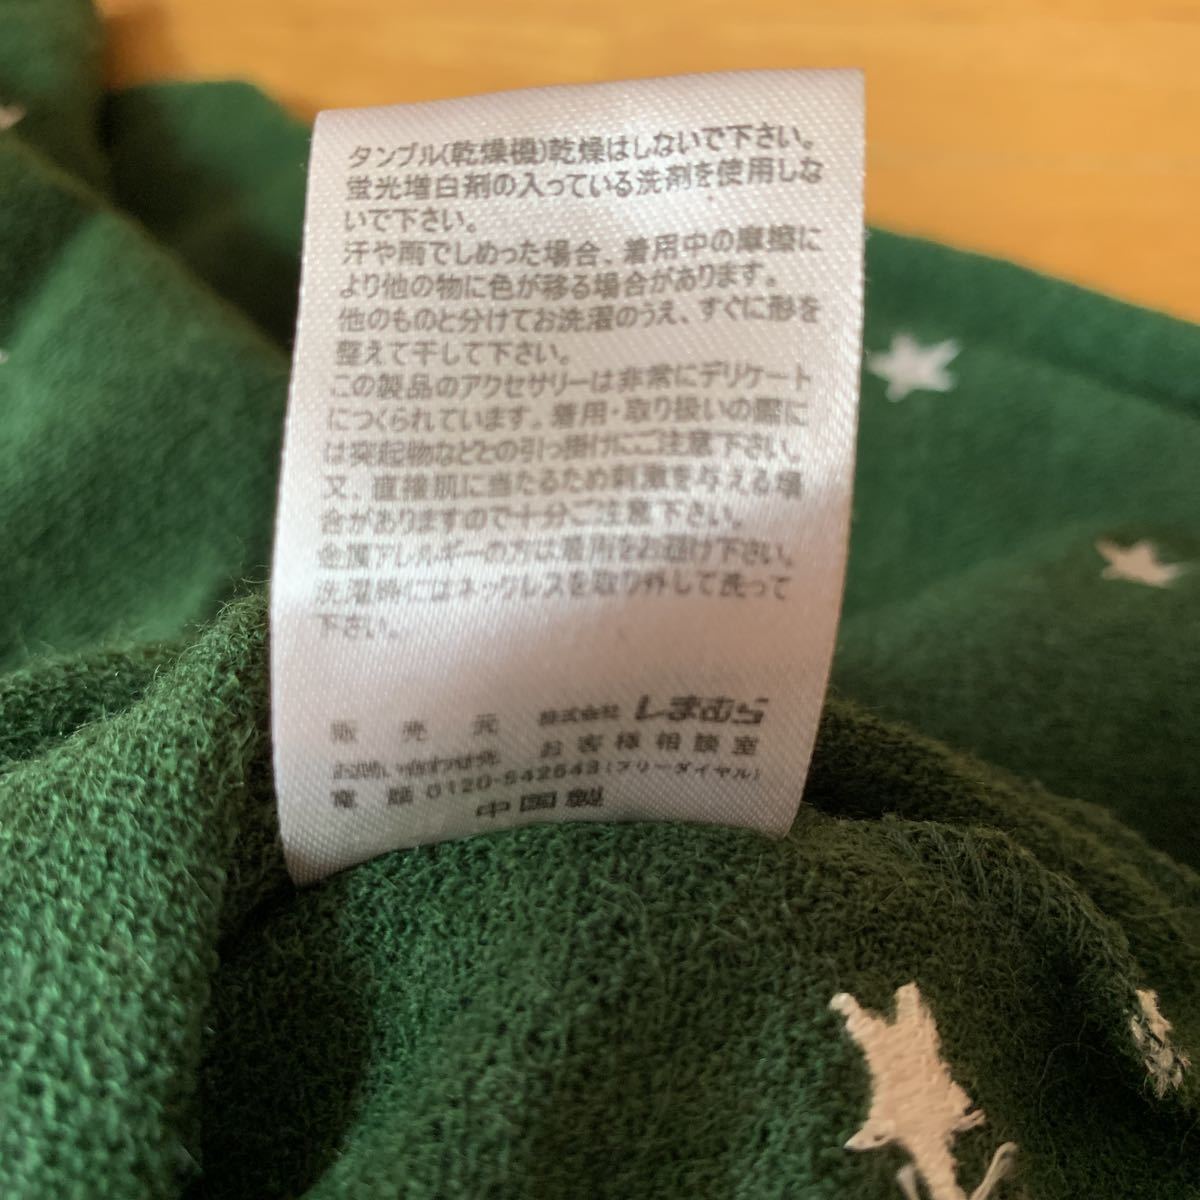 タンブル(乾燥機)乾燥はしないで下さい。
蛍光増白剤の入っている洗剤を使用しな
いで下さい。
汗や雨でしめった場合、着用中の摩擦に
より他の物に色が移る場合があります。
他のものと分けてお洗濯のうえ、すぐに形を
整えて干して下さい。
この製品のアクセサリーは非常にデリケート
につくられています。着用・取り扱いの際に
は突起物などとの引っ掛けにご注意下さい。
又、直接肌に当たるため刺激を与える場
合がありますので十分ご注意下さい。
金属アレルギーの方は着用をお避け下さい。
洗濯時にはネックレスを取り外して洗って
下さい。
販売元 株式会社 しまむら
お問い合わせ先 お客様相談室
電話 0120-542643(フリーダイヤル)
中国製